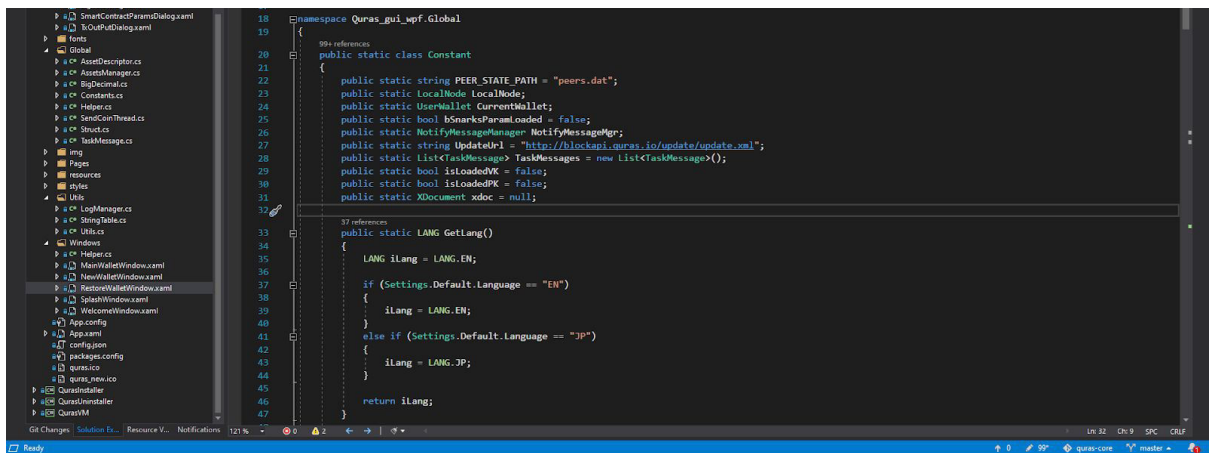 SmartContractParamsDialog.xaml
TxOutPutDialog.xaml
fonts
Global
C# AssetDescriptor.cs
C# AssetsManager.cs
C# BigDecimal.cs
C# Constants.cs
C# Helper.cs
C# SendCoinThread.cs
C# Struct.cs
C# TaskMessage.cs
img
Pages
resources
styles
Utils
C# LogManager.cs
C# StringTable.cs
C# Utils.cs
Windows
C# Helper.cs
MainWalletWindow.xaml
NewWalletWindow.xaml
RestoreWalletWindow.xaml
SplashWindow.xaml
WelcomeWindow.xaml
App.config
App.xaml
config.json
packages.config
quras.ico
quras_new.ico
QurasInstaller
QurasUninstaller
QurasVM
Git Changes Solution Ex... Resource V... Notifications
18 namespace Quras_gui_wpf.Global
19 {
99+ references
20 public static class Constant
21 {
22 public static string PEER_STATE_PATH = "peers.dat";
23 public static LocalNode LocalNode;
24 public static UserWallet CurrentWallet;
25 public static bool bSnarksParamLoaded = false;
26 public static NotifyMessageManager NotifyMessageMgr;
27 public static string UpdateUrl = "http://blockapi.quras.io/update/update.xml";
28 public static List<TaskMessage> TaskMessages = new List<TaskMessage>();
29 public static bool isLoadedVK = false;
30 public static bool isLoadedPK = false;
31 public static XDocument xdoc = null;
32
37 references
33 public static LANG GetLang()
34 {
35 LANG iLang = LANG.EN;
36
37 if (Settings.Default.Language == "EN")
38 {
39 iLang = LANG.EN;
40 }
41 else if (Settings.Default.Language == "JP")
42 {
43 iLang = LANG.JP;
44 }
45
46 return iLang;
47 }
121 % 0 2 Ln: 32 Ch: 9 SPC CRLF
Ready 0 99+ quras-core master